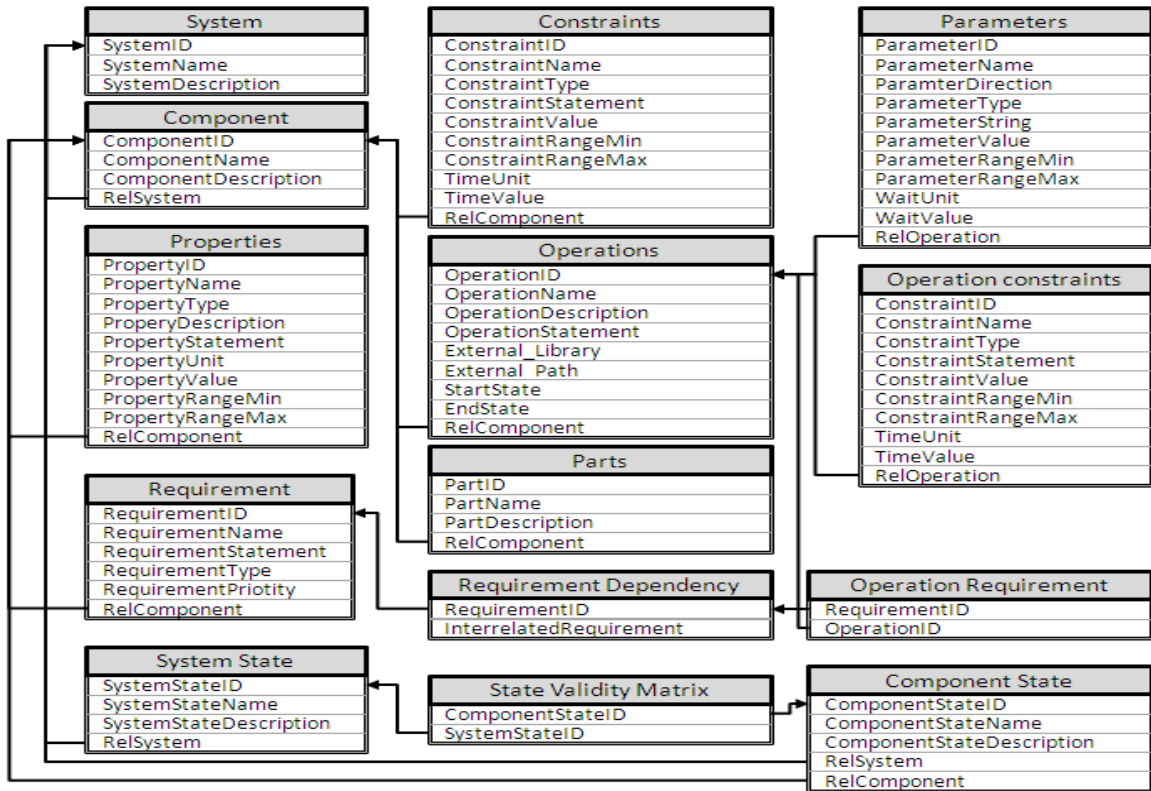 System
SystemID
SystemName
SystemDescription
Component
ComponentID
ComponentName
ComponentDescription
RelSystem
Properties
PropertyID
PropertyName
PropertyType
ProperyDescription
PropertyStatement
PropertyUnit
PropertyValue
PropertyRangeMin
PropertyRangeMax
RelComponent
Requirement
RequirementID
RequirementName
RequirementStatement
RequirementType
RequirementPriotity
RelComponent
System State
SystemStateID
SystemStateName
SystemStateDescription
RelSystem
Constraints
ConstraintID
ConstraintName
ConstraintType
ConstraintStatement
ConstraintValue
ConstraintRangeMin
ConstraintRangeMax
TimeUnit
TimeValue
RelComponent
Operations
OperationID
OperationName
OperationDescription
OperationStatement
External_Library
External_Path
StartState
EndState
RelComponent
Parts
PartID
PartName
PartDescription
RelComponent
Requirement Dependency
RequirementID
InterrelatedRequirement
State Validity Matrix
ComponentStateID
SystemStateID
Parameters
ParameterID
ParameterName
ParamterDirection
ParameterType
ParameterString
ParameterValue
ParameterRangeMin
ParameterRangeMax
WaitUnit
WaitValue
RelOperation
Operation constraints
ConstraintID
ConstraintName
ConstraintType
ConstraintStatement
ConstraintValue
ConstraintRangeMin
ConstraintRangeMax
TimeUnit
TimeValue
RelOperation
Operation Requirement
RequirementID
OperationID
Component State
ComponentStateID
ComponentStateName
ComponentStateDescription
RelSystem
RelComponent